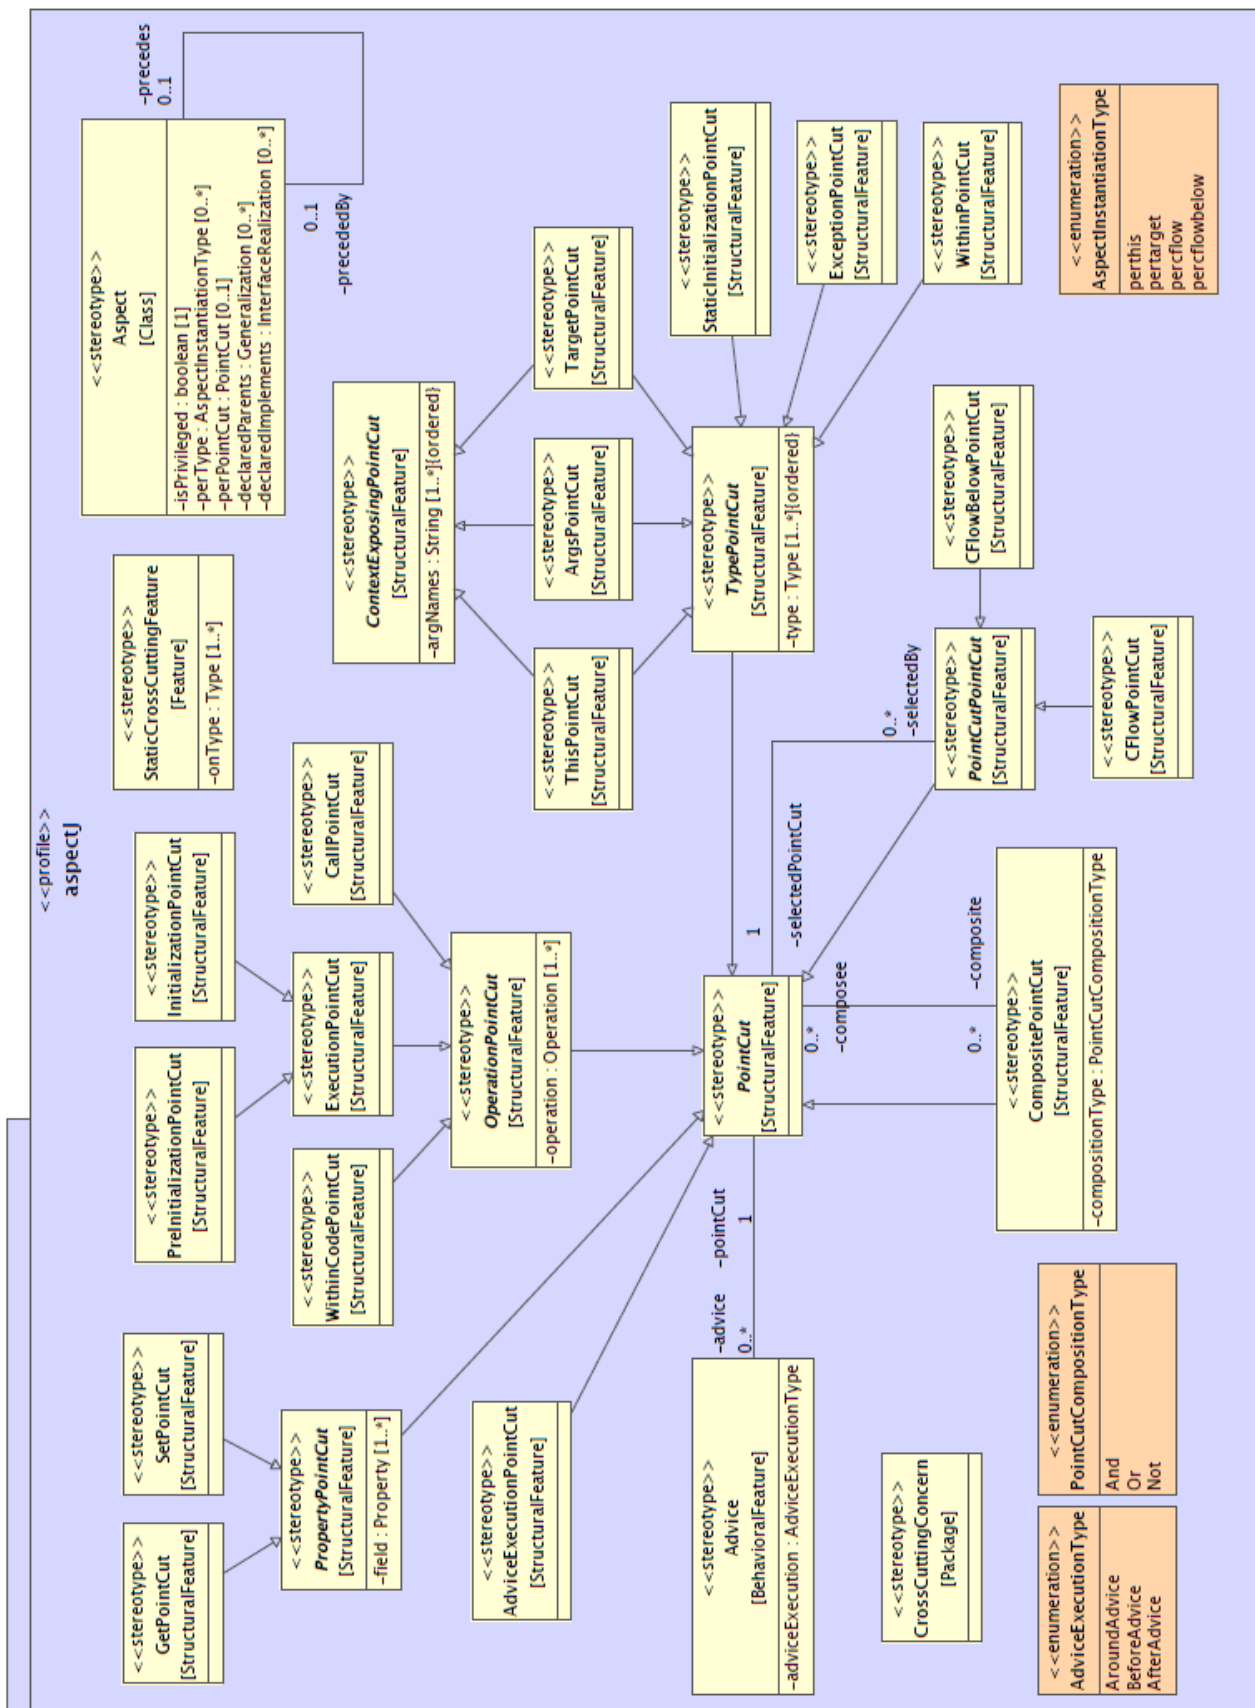 <<profile>>
aspectJ
<<stereotype>>
GetPointCut
[StructuralFeature]
<<stereotype>>
SetPointCut
[StructuralFeature]
<<stereotype>>
PreInitializationPointCut
[StructuralFeature]
<<stereotype>>
InitializationPointCut
[StructuralFeature]
<<stereotype>>
StaticCrossCuttingFeature
[Feature]
-onType : Type [1..*]
<<stereotype>>
Aspect
[Class]
-isPrivileged : boolean [1]
-perType : AspectInstantiationType [0..*]
-perPointCut : PointCut [0..1]
-declaredParents : Generalization [0..*]
-declaredImplements : InterfaceRealization [0..*]
-precedes
0..1
0..1
-precededBy
<<stereotype>>
PropertyPointCut
[StructuralFeature]
-field : Property [1..*]
<<stereotype>>
WithinCodePointCut
[StructuralFeature]
<<stereotype>>
ExecutionPointCut
[StructuralFeature]
<<stereotype>>
CallPointCut
[StructuralFeature]
<<stereotype>>
ContextExposingPointCut
[StructuralFeature]
-argNames : String [1..*]{ordered}
<<stereotype>>
AdviceExecutionPointCut
[StructuralFeature]
<<stereotype>>
OperationPointCut
[StructuralFeature]
-operation : Operation [1..*]
<<stereotype>>
ThisPointCut
[StructuralFeature]
<<stereotype>>
ArgsPointCut
[StructuralFeature]
<<stereotype>>
TargetPointCut
[StructuralFeature]
<<stereotype>>
Advice
[BehavioralFeature]
-adviceExecution : AdviceExecutionType
-advice
0..*
-pointCut
1
<<stereotype>>
PointCut
[StructuralFeature]
1
-selectedPointCut
0..*
-composee
<<stereotype>>
TypePointCut
[StructuralFeature]
-type : Type [1..*]{ordered}
<<stereotype>>
StaticInitializationPointCut
[StructuralFeature]
<<stereotype>>
ExceptionPointCut
[StructuralFeature]
<<stereotype>>
WithinPointCut
[StructuralFeature]
0..*
-selectedBy
<<stereotype>>
PointCutPointCut
[StructuralFeature]
<<stereotype>>
CFlowBelowPointCut
[StructuralFeature]
<<stereotype>>
CFlowPointCut
[StructuralFeature]
<<stereotype>>
CrossCuttingConcern
[Package]
-composite
0..*
<<stereotype>>
CompositePointCut
[StructuralFeature]
-compositionType : PointCutCompositionType
<<enumeration>>
AdviceExecutionType
AroundAdvice
BeforeAdvice
AfterAdvice
<<enumeration>>
PointCutCompositionType
And
Or
Not
<<enumeration>>
AspectInstantiationType
perthis
pertarget
percflow
percflowbelow